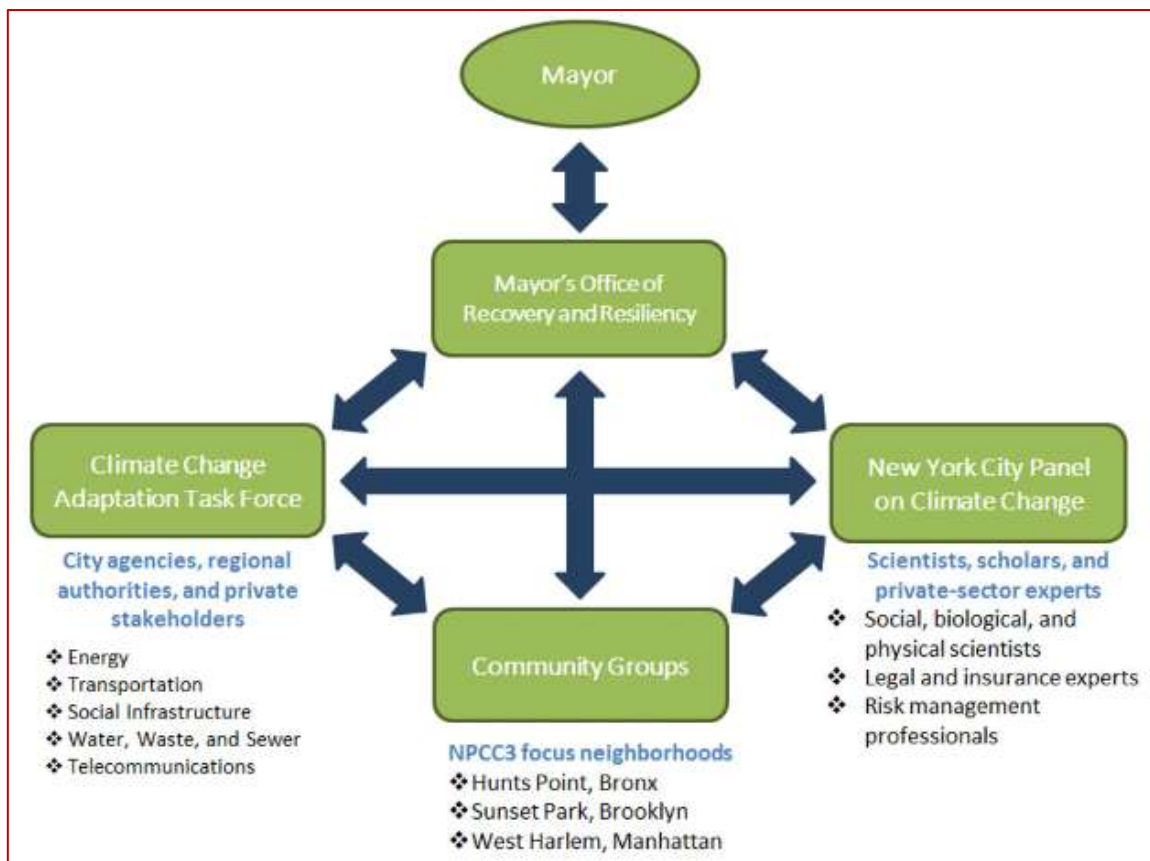 Mayor
Mayor's Office of
Recovery and Resiliency
Climate Change
Adaptation Task Force
City agencies, regional
authorities, and private
stakeholders
❖ Energy
❖ Transportation
❖ Social Infrastructure
❖ Water, Waste, and Sewer
❖ Telecommunications
Community Groups
NPCC3 focus neighborhoods
❖ Hunts Point, Bronx
❖ Sunset Park, Brooklyn
❖ West Harlem, Manhattan
New York City Panel
on Climate Change
Scientists, scholars, and
private-sector experts
❖ Social, biological, and
physical scientists
❖ Legal and insurance experts
❖ Risk management
professionals